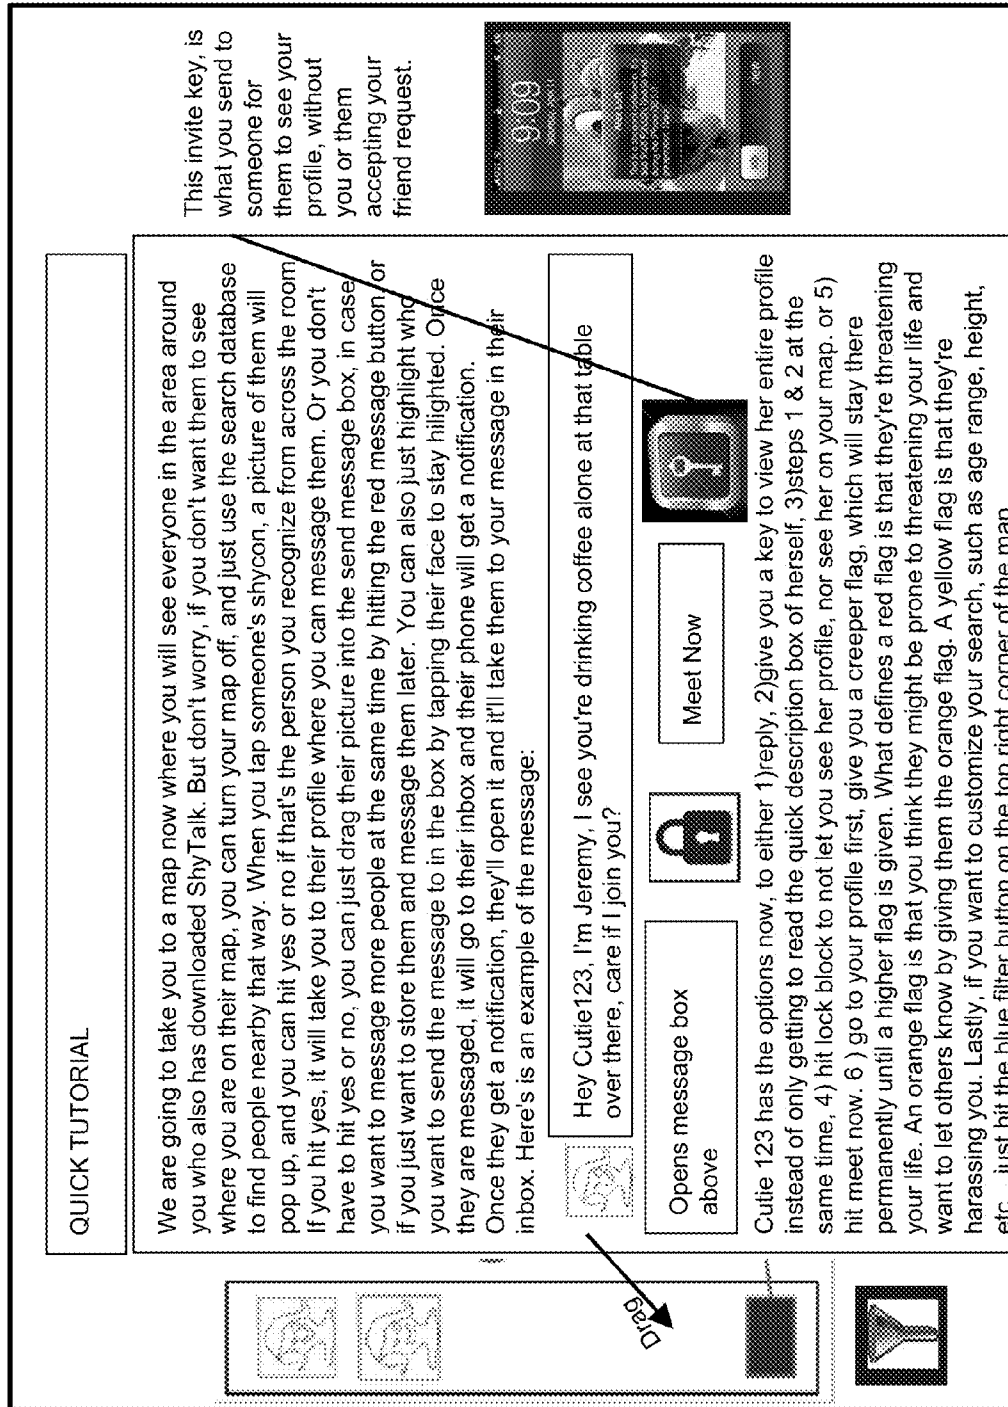 QUICK TUTORIAL
We are going to take you to a map now where you will see everyone in the area around
you who also has downloaded ShyTalk. But don't worry, if you don't want them to see
where you are on their map, you can turn your map off, and just use the search database
to find people nearby that way. When you tap someone's shycon, a picture of them will
pop up, and you can hit yes or no if that's the person you recognize from across the room.
If you hit yes, it will take you to their profile where you can message them. Or you don't
have to hit yes or no, you can just drag their picture into the send message box, in case
you want to message more people at the same time by hitting the red message button, or
if you just want to store them and message them later. You can also just highlight who
you want to send the message to in the box by tapping their face to stay hilighted. Once
they are messaged, it will go to their inbox and their phone will get a notification.
Once they get a notification, they'll open it and it'll take them to your message in their
inbox. Here's is an example of the message:
Hey Cutie123, I'm Jeremy, I see you're drinking coffee alone at that table
over there, care if I join you?
Opens message box
above
Meet Now
Cutie 123 has the options now, to either 1)reply, 2)give you a key to view her entire profile
instead of only getting to read the quick description box of herself, 3)steps 1 & 2 at the
same time, 4) hit lock block to not let you see her profile, nor see her on your map. or 5)
hit meet now. 6 ) go to your profile first, give you a creeper flag, which will stay there
permanently until a higher flag is given. What defines a red flag is that they're threatening
your life. An orange flag is that you think they might be prone to threatening your life and
want to let others know by giving them the orange flag. A yellow flag is that they're
harassing you. Lastly, if you want to customize your search, such as age range, height,
etc... just hit the blue filter button on the top right corner of the map
This invite key, is
what you send to
someone for
them to see your
profile, without
you or them
accepting your
friend request.
9:09
Drag